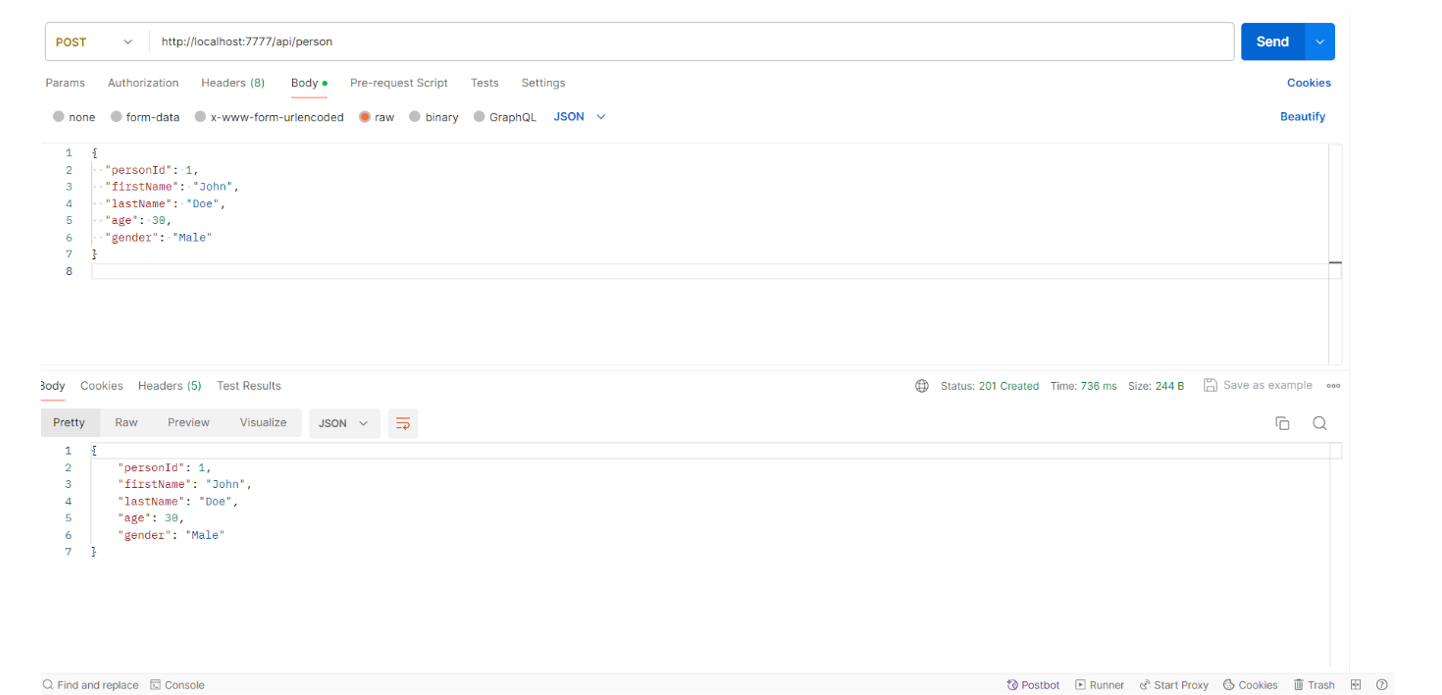 POST http://localhost:7777/api/person Send
Params Authorization Headers (8) Body Pre-request Script Tests Settings Cookies
none form-data x-www-form-urlencoded raw binary GraphQL JSON Beautify
1 {
2 "personId": 1,
3 "firstName": "John",
4 "lastName": "Doe",
5 "age": 30,
6 "gender": "Male"
7 }
8
Body Cookies Headers (5) Test Results Status: 201 Created Time: 736 ms Size: 244 B Save as example
Pretty Raw Preview Visualize JSON
1 {
2 "personId": 1,
3 "firstName": "John",
4 "lastName": "Doe",
5 "age": 30,
6 "gender": "Male"
7 }
Find and replace Console Postbot Runner Start Proxy Cookies Trash